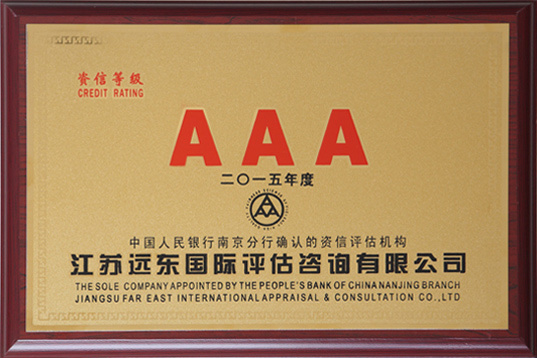 资信等级
CREDIT RATING
AAA
二〇一五年度
中国人民银行南京分行确认的资信评估机构
江苏远东国际评估咨询有限公司
THE SOLE COMPANY APPOINTED BY THE PEOPLE'S BANK OF CHINA NANJING BRANCH
JIANGSU FAR EAST INTERNATIONAL APPRAISAL & CONSULTATION CO.,LTD